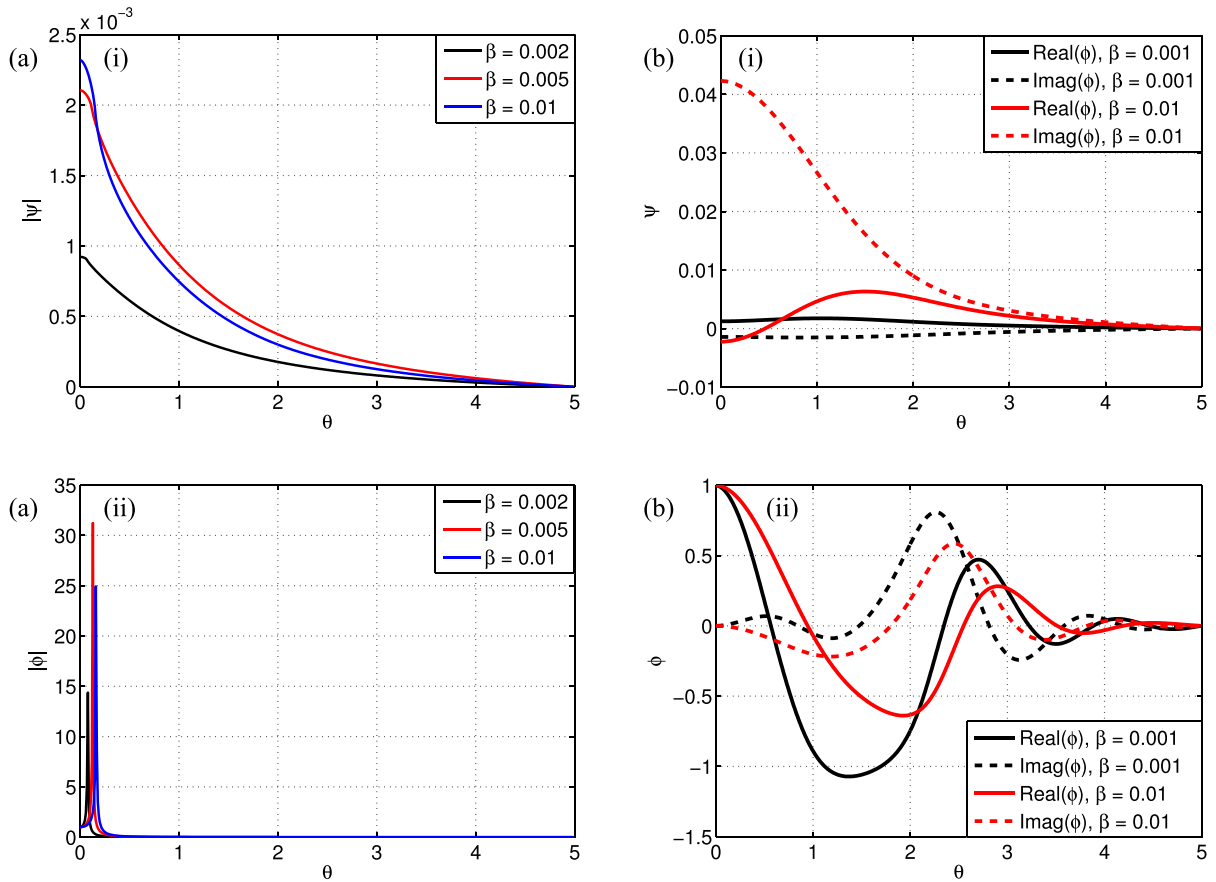 (a)
(i)
x 10⁻³
2.5
2
1.5
1
0.5
0
|ψ|
β = 0.002
β = 0.005
β = 0.01
0 1 2 3 4 5
θ
(b)
(i)
0.05
0.04
0.03
0.02
0.01
0
−0.01
ψ
Real(ϕ), β = 0.001
Imag(ϕ), β = 0.001
Real(ϕ), β = 0.01
Imag(ϕ), β = 0.01
0 1 2 3 4 5
θ
(a)
(ii)
35
30
25
20
15
10
5
0
|ϕ|
β = 0.002
β = 0.005
β = 0.01
0 1 2 3 4 5
θ
(b)
(ii)
1
0.5
0
−0.5
−1
−1.5
ϕ
Real(ϕ), β = 0.001
Imag(ϕ), β = 0.001
Real(ϕ), β = 0.01
Imag(ϕ), β = 0.01
0 1 2 3 4 5
θ